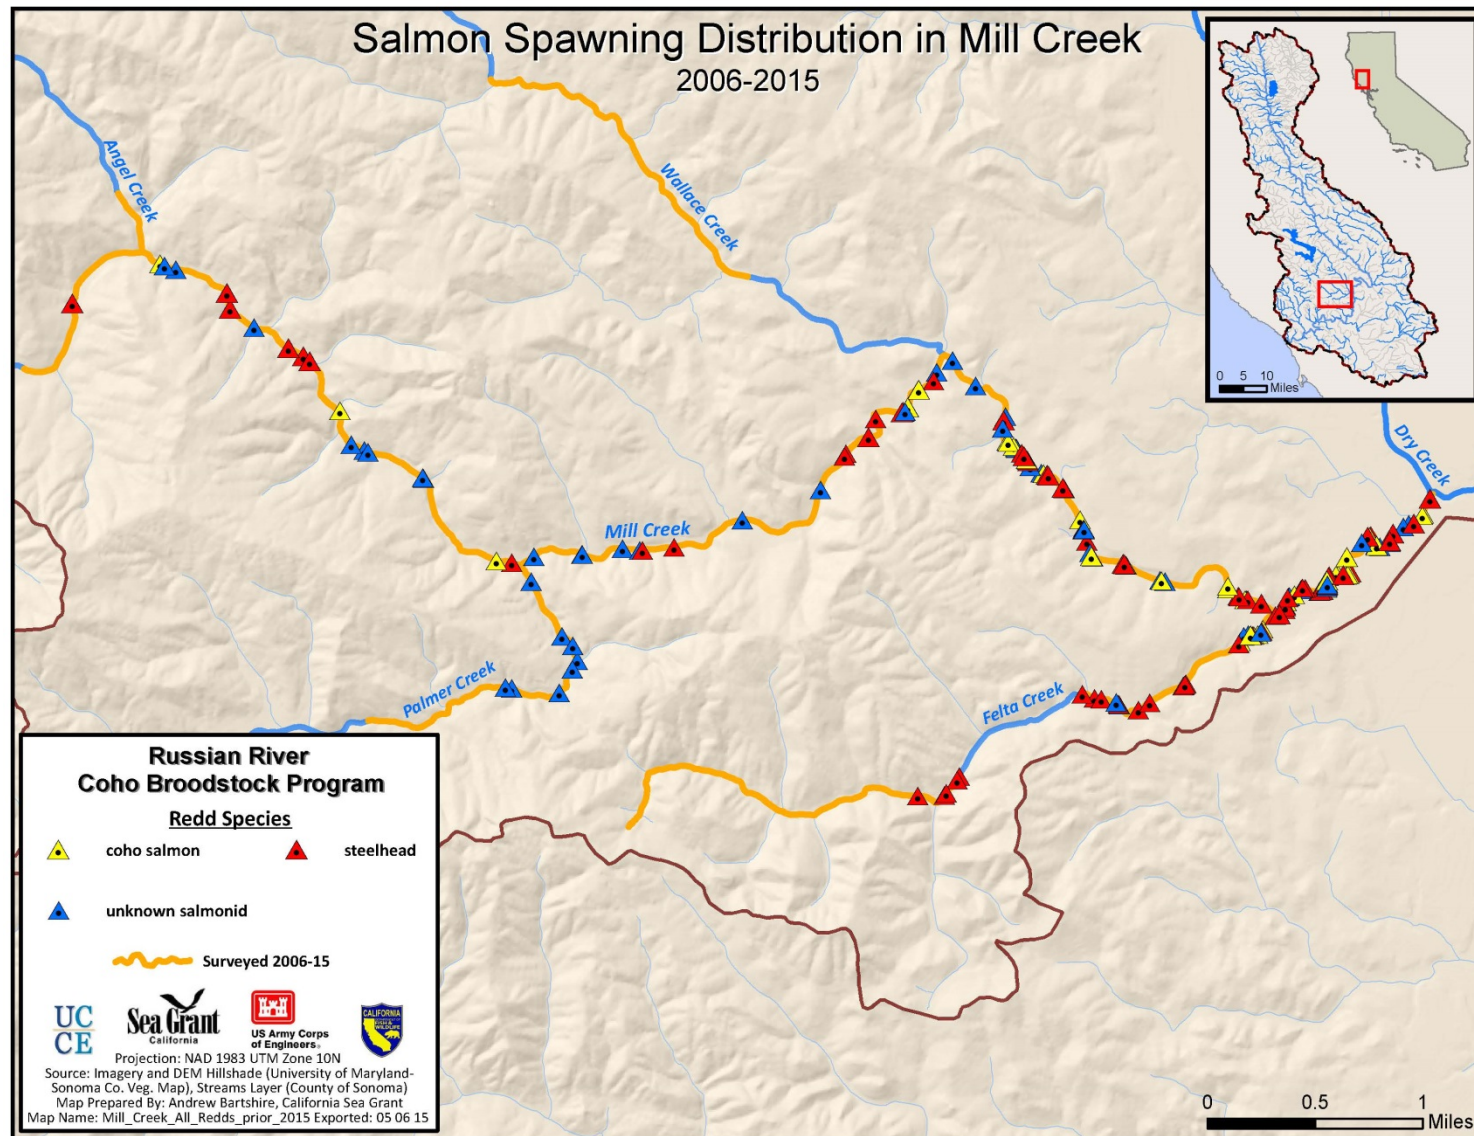 Salmon Spawning Distribution in Mill Creek
2006-2015
Angel Creek
Wallace Creek
Dry Creek
Mill Creek
Palmer Creek
Felta Creek
0 5 10
Miles
Russian River
Coho Broodstock Program
Redd Species
coho salmon
steelhead
unknown salmonid
Surveyed 2006-15
UC
CE
Sea Grant
California
US Army Corps
of Engineers®
CALIFORNIA
FISH &
WILDLIFE
Projection: NAD 1983 UTM Zone 10N
Source: Imagery and DEM Hillshade (University of Maryland-
Sonoma Co. Veg. Map), Streams Layer (County of Sonoma)
Map Prepared By: Andrew Bartshire, California Sea Grant
Map Name: Mill_Creek_All_Redds_prior_2015 Exported: 05 06 15
0 0.5 1
Miles